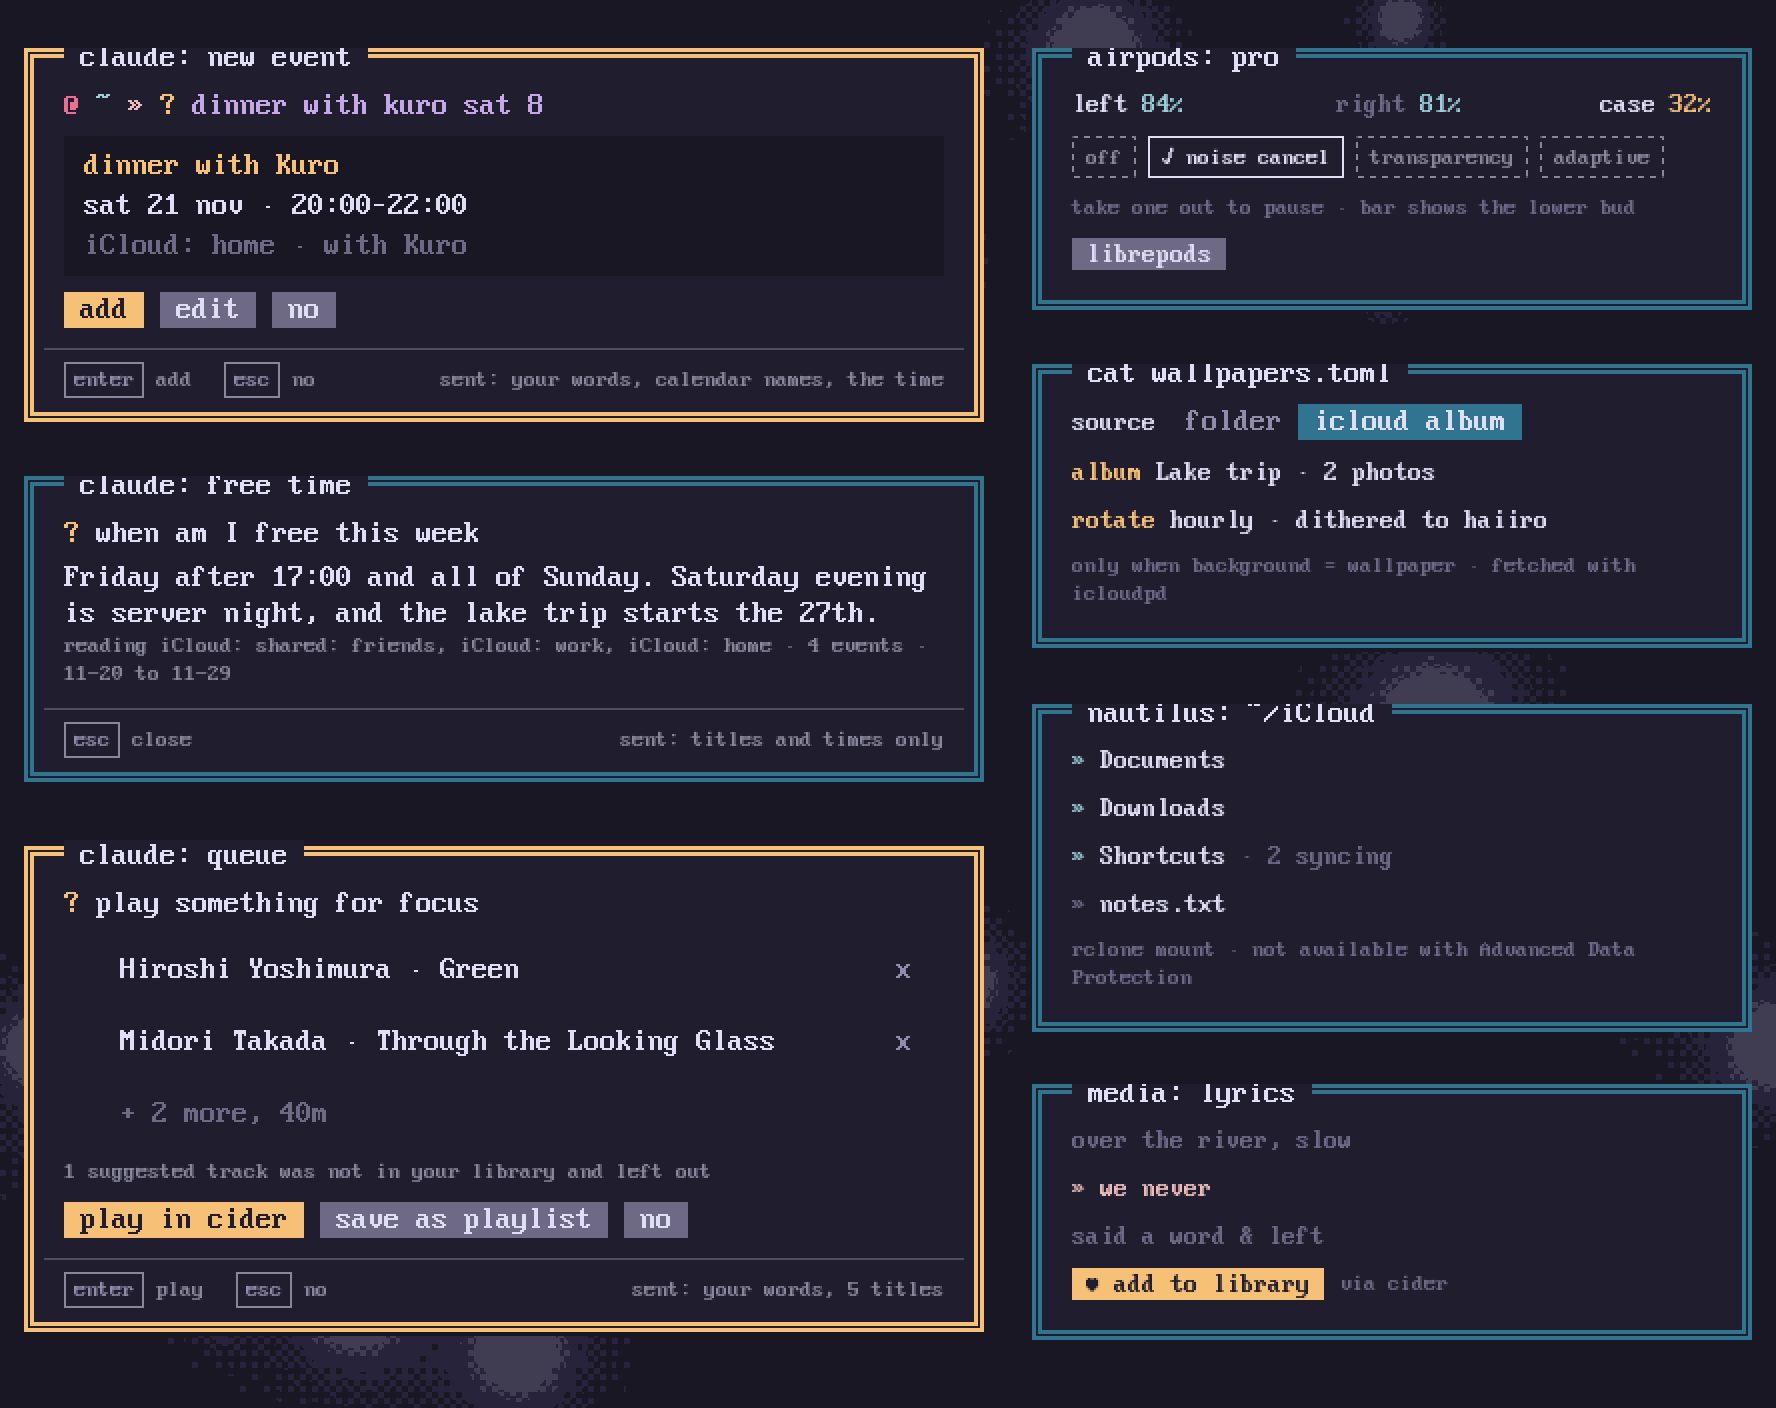 claude: new event
@ ~ » ? dinner with kuro sat 8
dinner with Kuro
sat 21 nov · 20:00-22:00
iCloud: home · with Kuro
add edit no
enter add esc no sent: your words, calendar names, the time
claude: free time
? when am I free this week
Friday after 17:00 and all of Sunday. Saturday evening
is server night, and the lake trip starts the 27th.
reading iCloud: shared: friends, iCloud: work, iCloud: home · 4 events ·
11-20 to 11-29
esc close sent: titles and times only
claude: queue
? play something for focus
Hiroshi Yoshimura · Green x
Midori Takada · Through the Looking Glass x
+ 2 more, 40m
1 suggested track was not in your library and left out
play in cider save as playlist no
enter play esc no sent: your words, 5 titles
airpods: pro
left 84% right 81% case 32%
off √ noise cancel transparency adaptive
take one out to pause · bar shows the lower bud
librepods
cat wallpapers.toml
source folder icloud album
album Lake trip · 2 photos
rotate hourly · dithered to haiiro
only when background = wallpaper · fetched with
icloudpd
nautilus: ~/iCloud
» Documents
» Downloads
» Shortcuts · 2 syncing
» notes.txt
rclone mount · not available with Advanced Data
Protection
media: lyrics
over the river, slow
» we never
said a word & left
♥ add to library via cider